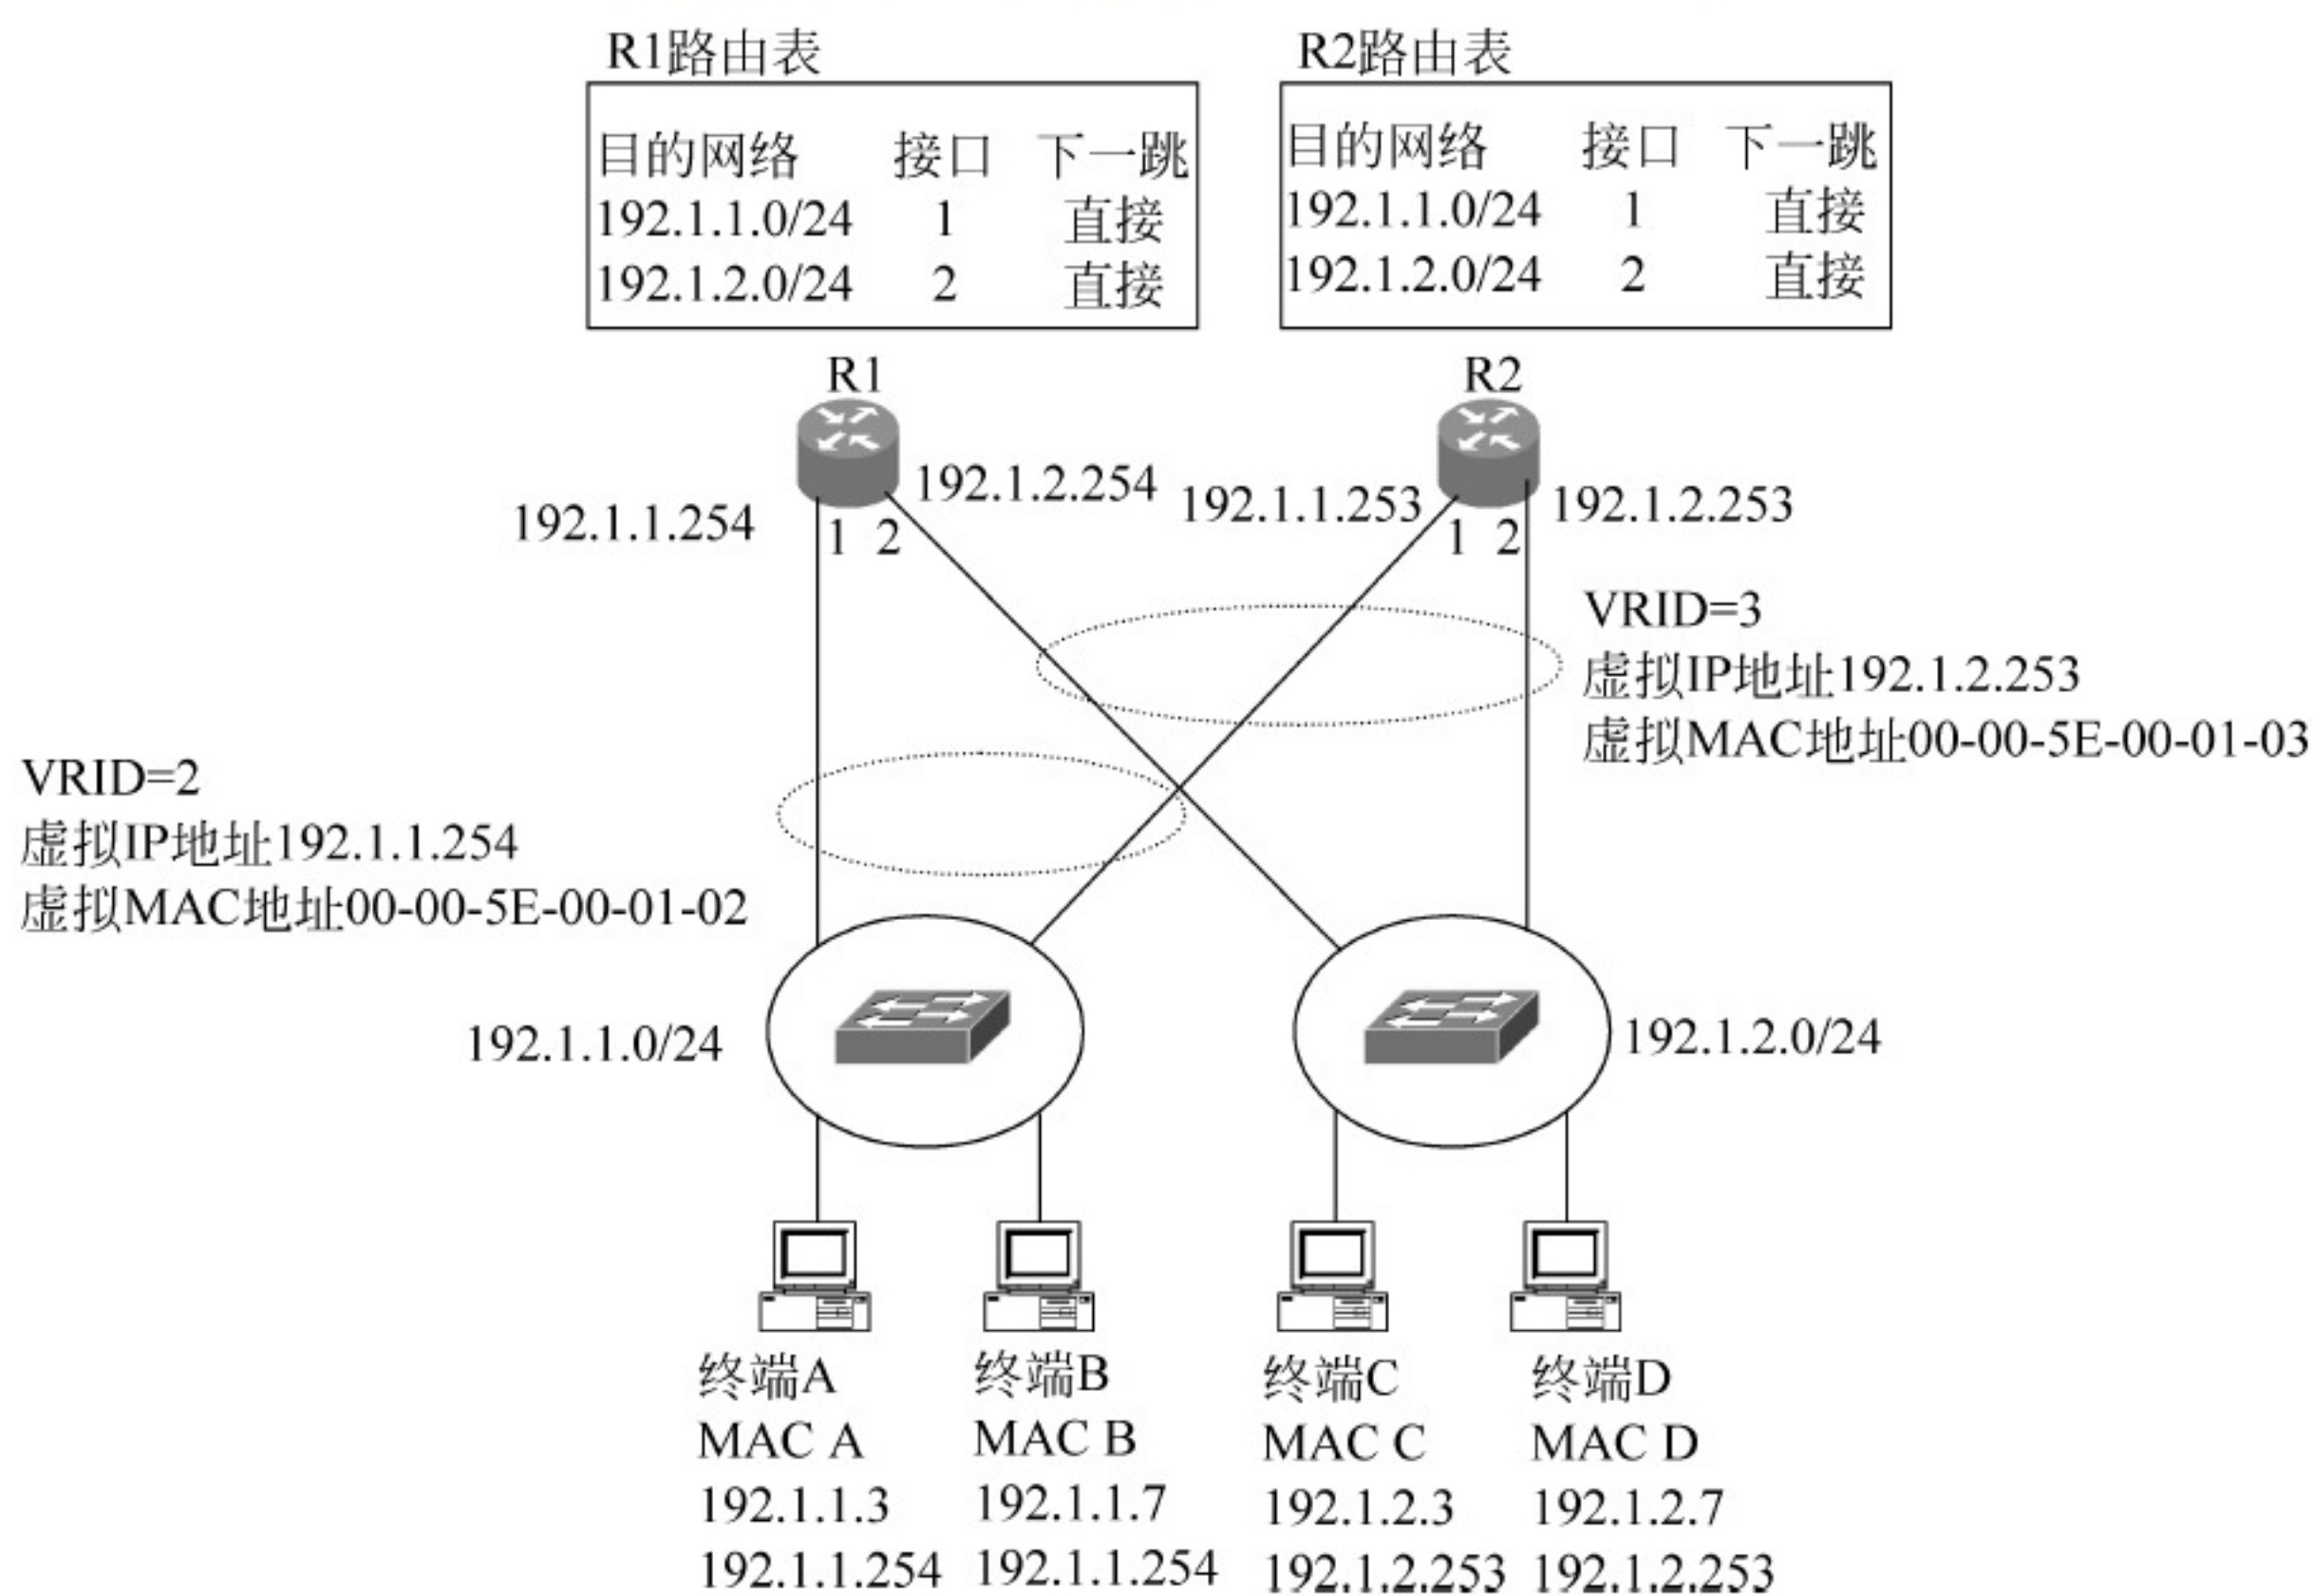 R1路由表
目的网络 接口 下一跳
192.1.1.0/24 1 直接
192.1.2.0/24 2 直接
R2路由表
目的网络 接口 下一跳
192.1.1.0/24 1 直接
192.1.2.0/24 2 直接
R1
R2
192.1.1.254
1 2
192.1.2.254
192.1.1.253
1 2
192.1.2.253
VRID=3
虚拟IP地址192.1.2.253
虚拟MAC地址00-00-5E-00-01-03
VRID=2
虚拟IP地址192.1.1.254
虚拟MAC地址00-00-5E-00-01-02
192.1.1.0/24
192.1.2.0/24
终端A
MAC A
192.1.1.3
192.1.1.254
终端B
MAC B
192.1.1.7
192.1.1.254
终端C
MAC C
192.1.2.3
192.1.2.253
终端D
MAC D
192.1.2.7
192.1.2.253